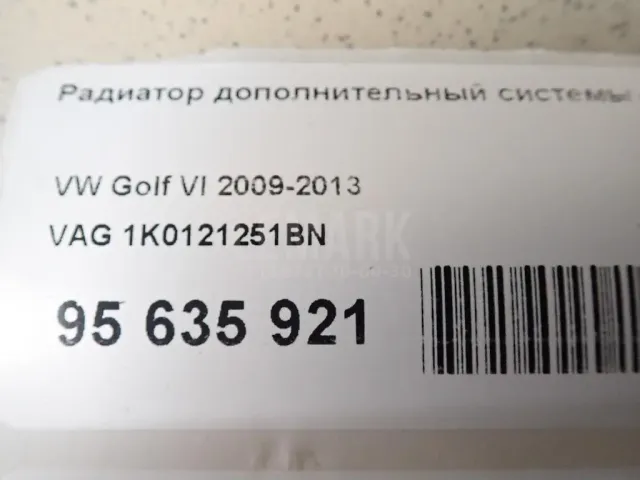 Радиатор дополнительный системы
VW Golf VI 2009-2013
VAG 1K0121251BN
95 635 921